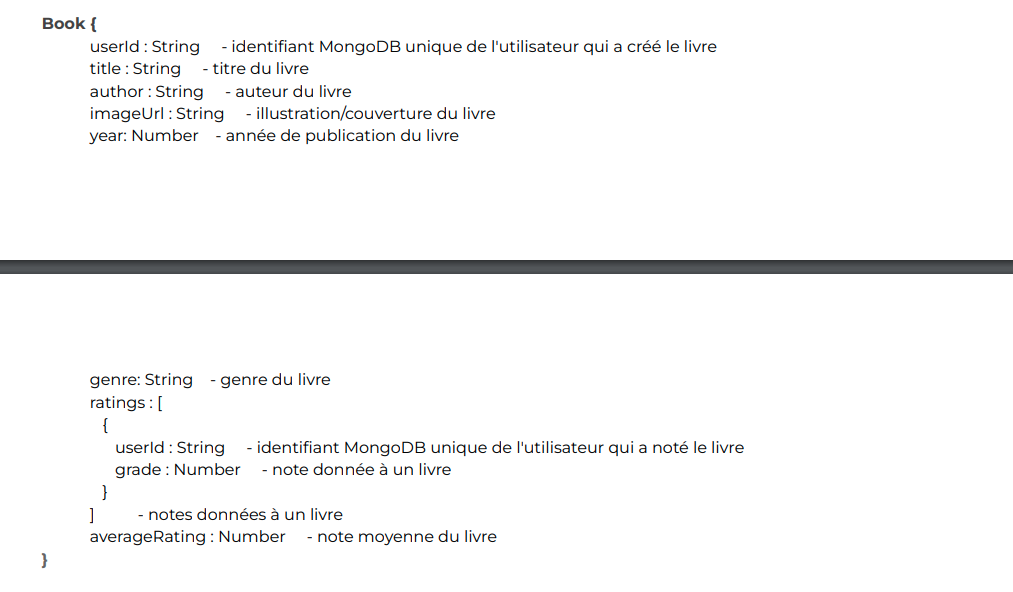 Book {
userId : String - identifiant MongoDB unique de l'utilisateur qui a créé le livre
title : String - titre du livre
author : String - auteur du livre
imageUrl : String - illustration/couverture du livre
year: Number - année de publication du livre
genre: String - genre du livre
ratings : [
{
userId : String - identifiant MongoDB unique de l'utilisateur qui a noté le livre
grade : Number - note donnée à un livre
}
] - notes données à un livre
averageRating : Number - note moyenne du livre
}